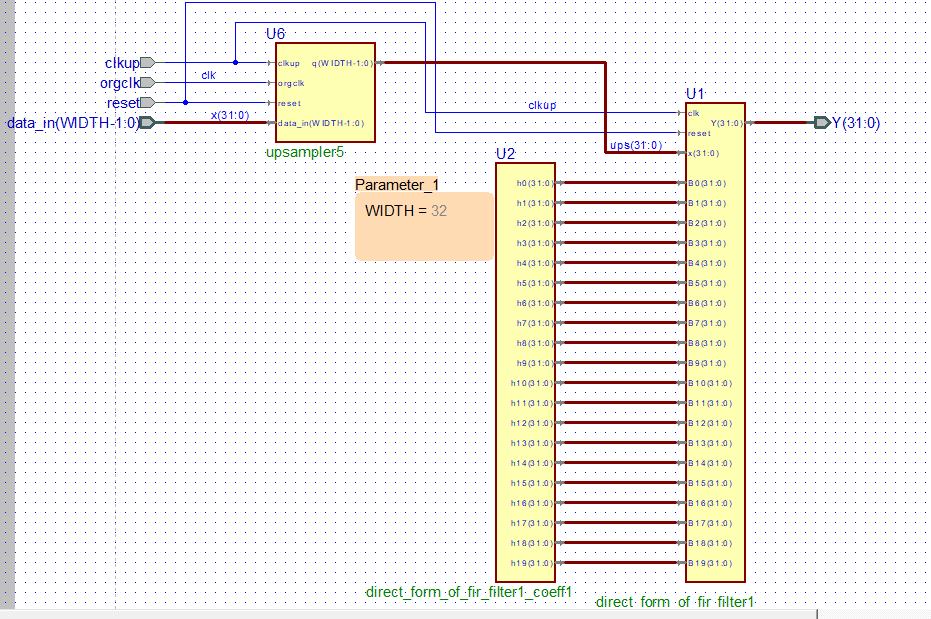 U6
clkup
orgclk
reset
data_in(WIDTH-1:0)
clk
x(31:0)
clkup q(WIDTH-1:0)
orgclk
reset
data_in(WIDTH-1:0)
upsampler5
Parameter_1
WIDTH = 32
clkup
ups(31:0)
U1
clk
Y(31:0)
reset
x(31:0)
Y(31:0)
U2
h0(31:0) B0(31:0)
h1(31:0) B1(31:0)
h2(31:0) B2(31:0)
h3(31:0) B3(31:0)
h4(31:0) B4(31:0)
h5(31:0) B5(31:0)
h6(31:0) B6(31:0)
h7(31:0) B7(31:0)
h8(31:0) B8(31:0)
h9(31:0) B9(31:0)
h10(31:0) B10(31:0)
h11(31:0) B11(31:0)
h12(31:0) B12(31:0)
h13(31:0) B13(31:0)
h14(31:0) B14(31:0)
h15(31:0) B15(31:0)
h16(31:0) B16(31:0)
h17(31:0) B17(31:0)
h18(31:0) B18(31:0)
h19(31:0) B19(31:0)
direct_form_of_fir_filter1_coeff1
direct_form_of_fir_filter1